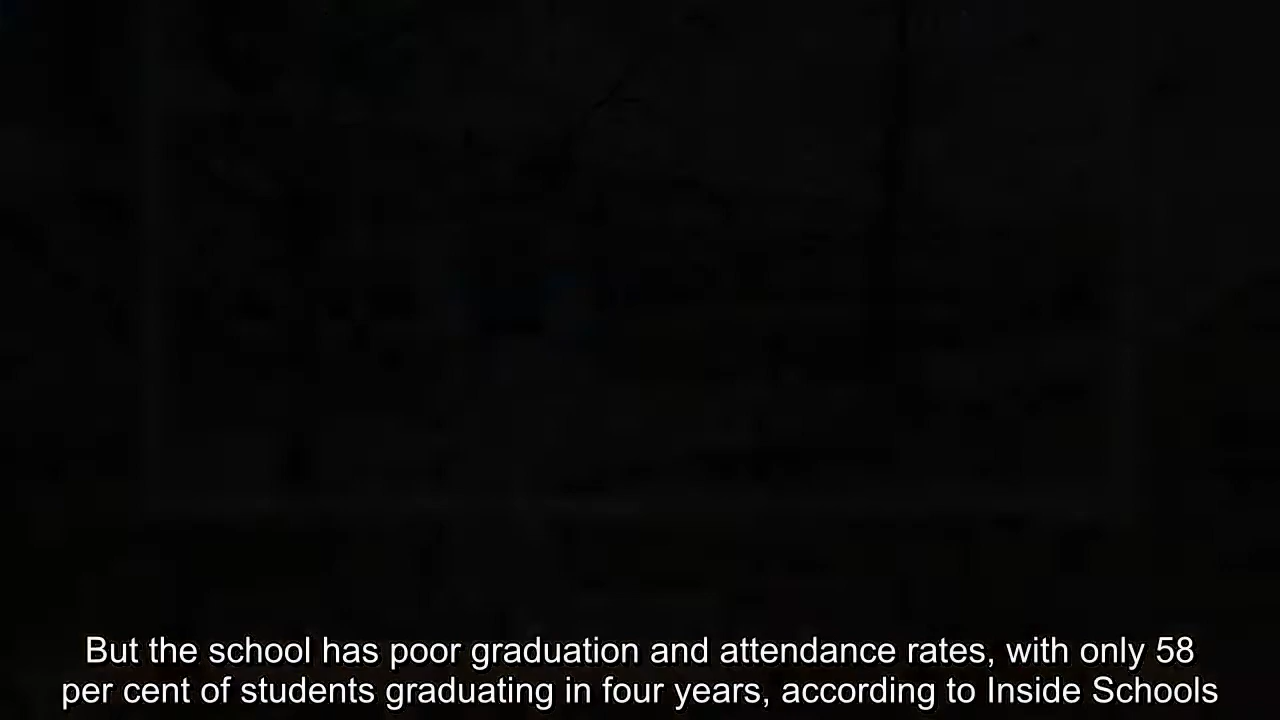 But the school has poor graduation and attendance rates, with only 58
per cent of students graduating in four years, according to Inside Schools